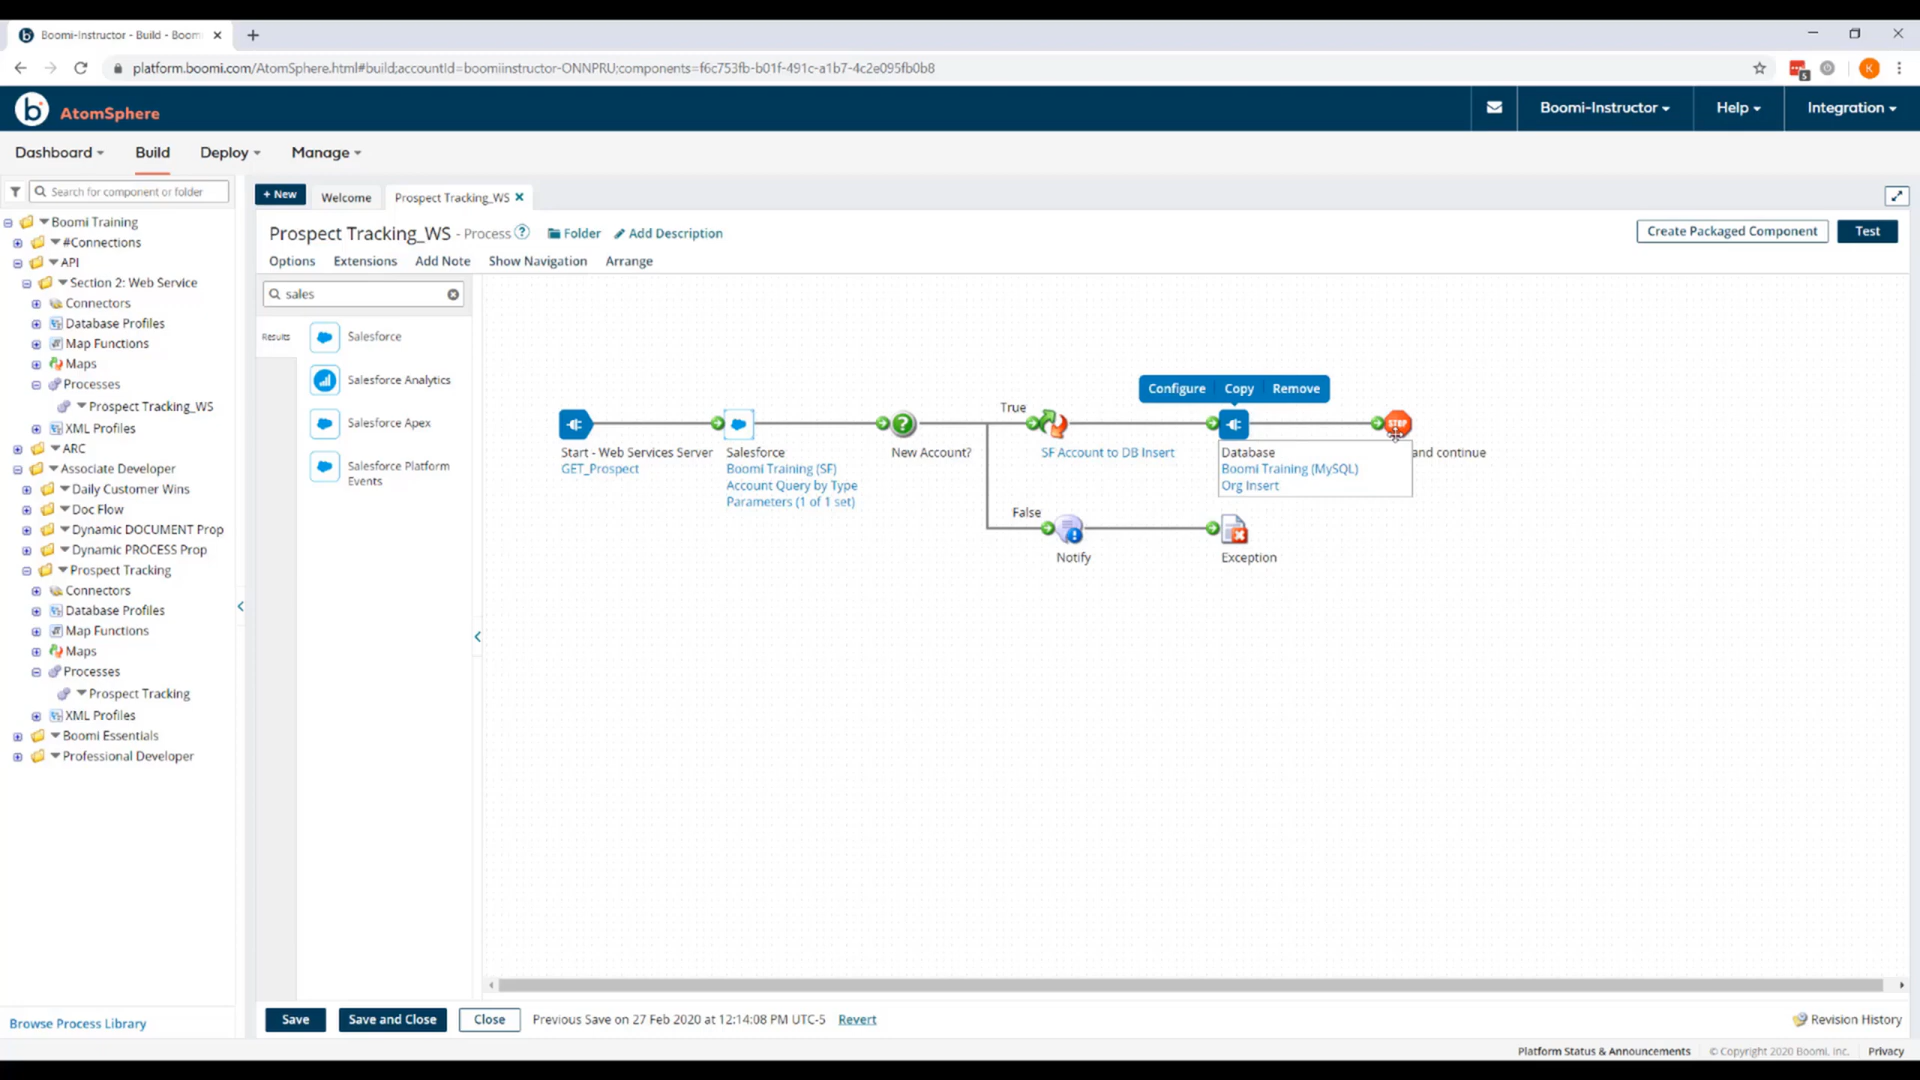 Boomi-Instructor - Build - Boom
platform.boomi.com/AtomSphere.html#build;accountId=boomiinstructor-ONNPRU;components=f6c753fb-b01f-491c-a1b7-4c2e095fb0b8
5
K
b AtomSphere
Boomi-Instructor
Help
Integration
Dashboard
Build
Deploy
Manage
Search for component or folder
+ New
Welcome
Prospect Tracking_WS
Boomi Training
#Connections
API
Section 2: Web Service
Connectors
Database Profiles
Map Functions
Maps
Processes
Prospect Tracking_WS
XML Profiles
ARC
Associate Developer
Daily Customer Wins
Doc Flow
Dynamic DOCUMENT Prop
Dynamic PROCESS Prop
Prospect Tracking
Connectors
Database Profiles
Map Functions
Maps
Processes
Prospect Tracking
XML Profiles
Boomi Essentials
Professional Developer
Browse Process Library
Prospect Tracking_WS - Process
Folder
Add Description
Create Packaged Component
Test
Options
Extensions
Add Note
Show Navigation
Arrange
sales
Results
Salesforce
Salesforce Analytics
Salesforce Apex
Salesforce Platform
Events
Start - Web Services Server
GET_Prospect
Salesforce
Boomi Training (SF)
Account Query by Type
Parameters (1 of 1 set)
New Account?
True
SF Account to DB Insert
Configure
Copy
Remove
Database
Boomi Training (MySQL)
Org Insert
STOP
and continue
False
Notify
Exception
Save
Save and Close
Close
Previous Save on 27 Feb 2020 at 12:14:08 PM UTC-5
Revert
Revision History
Platform Status & Announcements
© Copyright 2020 Boomi, Inc.
Privacy